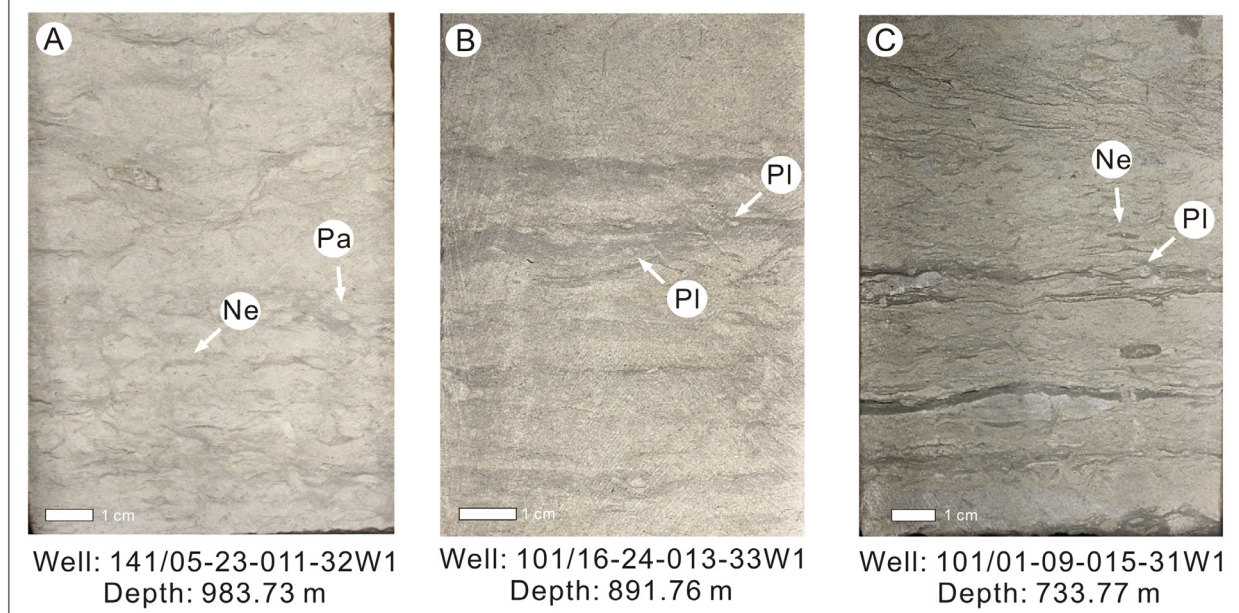 A
Pa
Ne
1 cm
Well: 141/05-23-011-32W1
Depth: 983.73 m
B
Pl
Pl
1 cm
Well: 101/16-24-013-33W1
Depth: 891.76 m
C
Ne
Pl
1 cm
Well: 101/01-09-015-31W1
Depth: 733.77 m